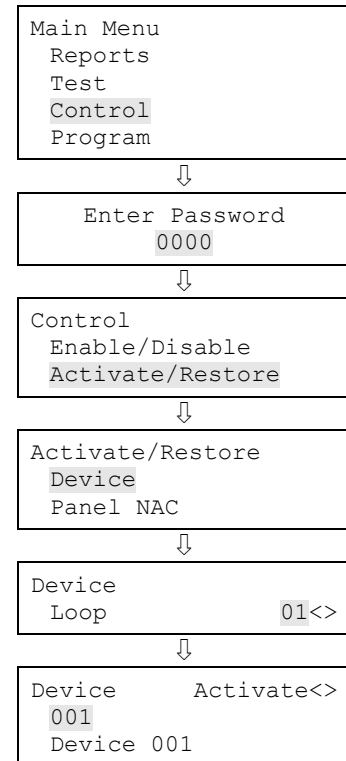 Main Menu
Reports
Test
Control
Program
⇩
Enter Password
0000
⇩
Control
Enable/Disable
Activate/Restore
⇩
Activate/Restore
Device
Panel NAC
⇩
Device
Loop 01<>
⇩
Device Activate<>
001
Device 001